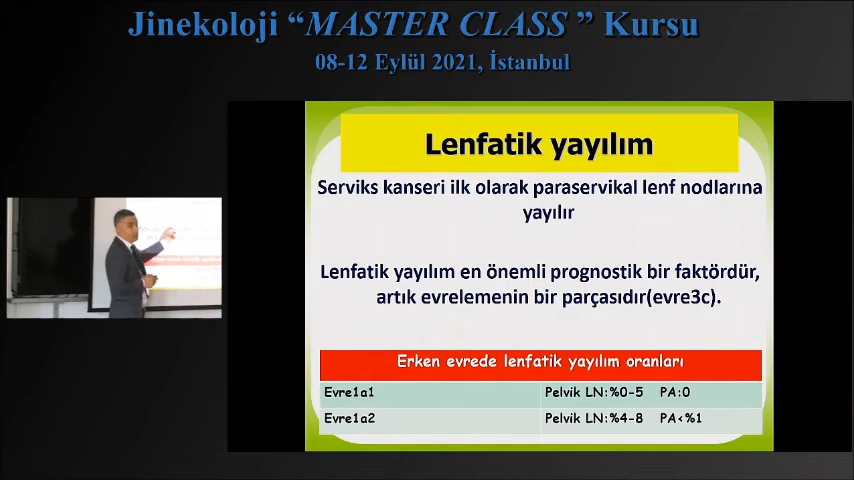 Jinekoloji “MASTER CLASS ” Kursu
08-12 Eylül 2021, İstanbul
Lenfatik yayılım
Serviks kanseri ilk olarak paraservikal lenf nodlarına
yayılır
Lenfatik yayılım en önemli prognostik bir faktördür,
artık evrelemenin bir parçasıdır(evre3c).
Erken evrede lenfatik yayılım oranları
Evre1a1 Pelvik LN:%0-5 PA:0
Evre1a2 Pelvik LN:%4-8 PA<%1